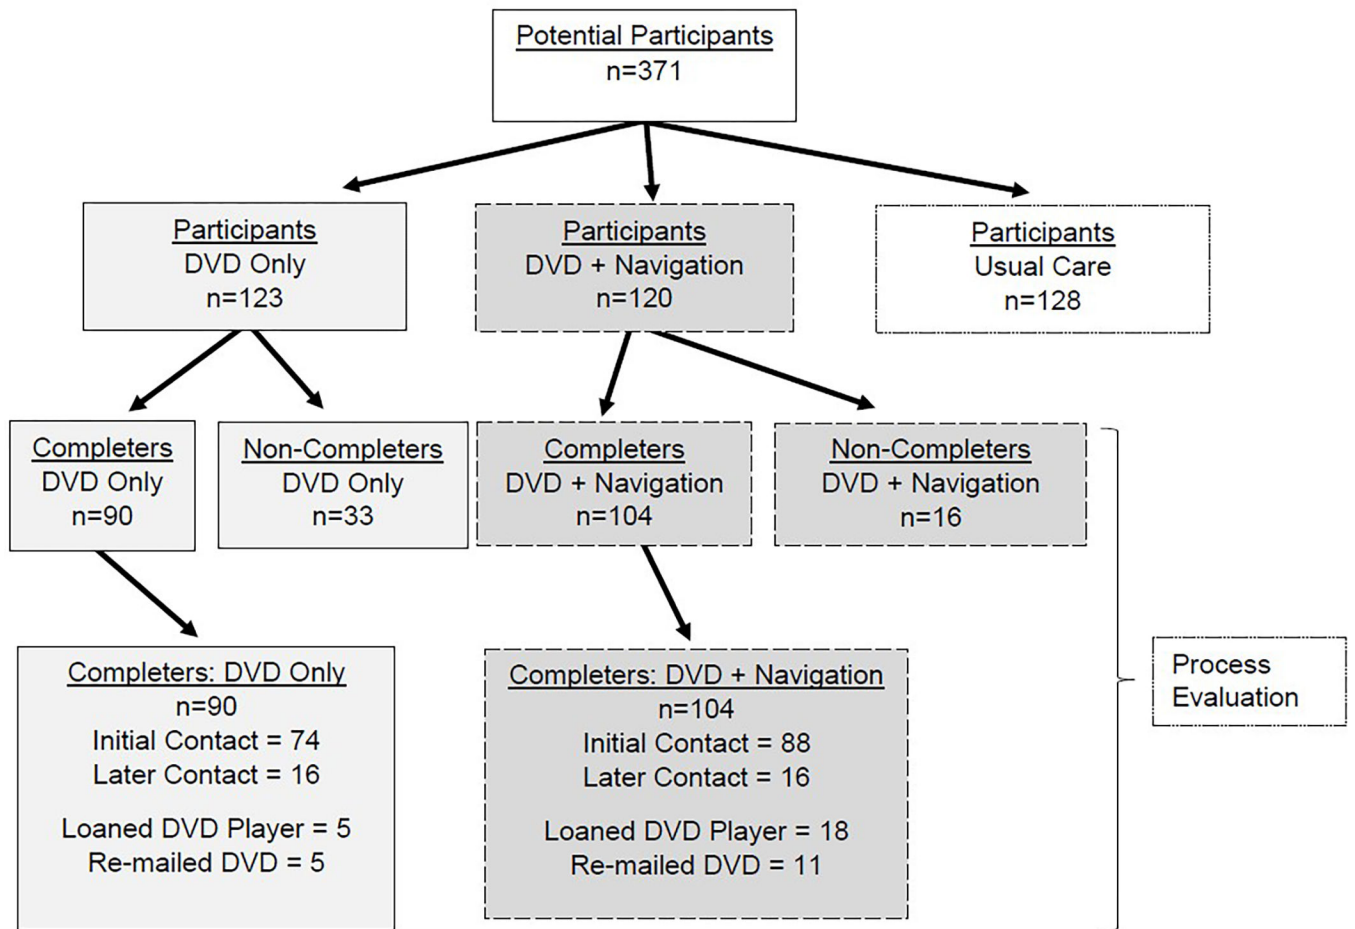 Potential Participants
n=371
Participants
DVD Only
n=123
Participants
DVD + Navigation
n=120
Participants
Usual Care
n=128
Completers
DVD Only
n=90
Non-Completers
DVD Only
n=33
Completers
DVD + Navigation
n=104
Non-Completers
DVD + Navigation
n=16
Completers: DVD Only
n=90
Initial Contact = 74
Later Contact = 16
Loaned DVD Player = 5
Re-mailed DVD = 5
Completers: DVD + Navigation
n=104
Initial Contact = 88
Later Contact = 16
Loaned DVD Player = 18
Re-mailed DVD = 11
Process
Evaluation